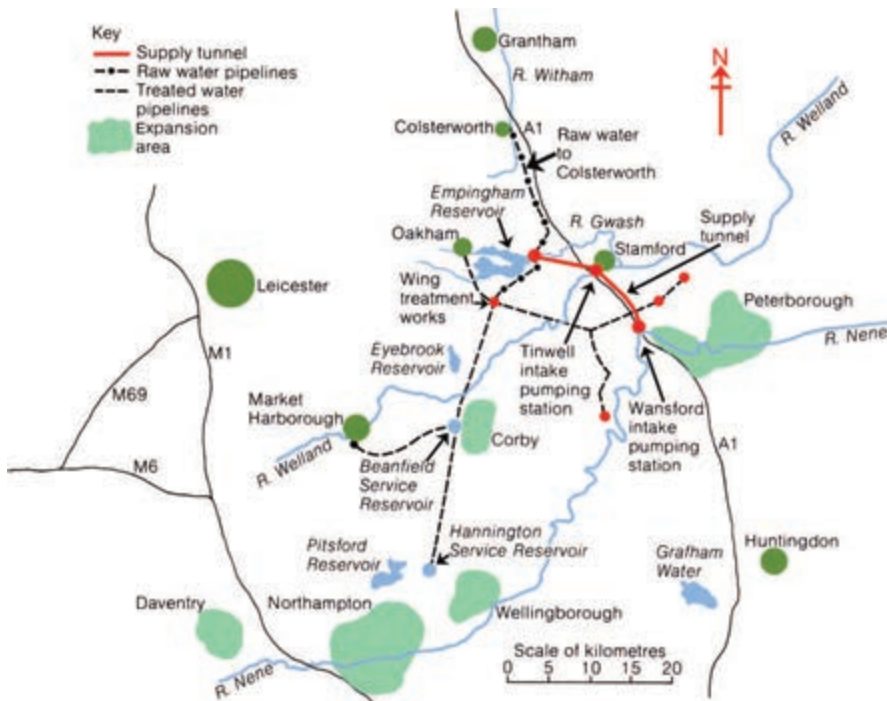 Key
Supply tunnel
Raw water pipelines
Treated water
pipelines
Expansion
area
Grantham
R. Witham
N
R. Welland
Colsterworth
A1
Raw water
to
Colsterworth
Empingham
Reservoir
R. Gwash
Supply
tunnel
Oakham
Stamford
Leicester
Wing
treatment
works
Peterborough
R. Nene
M1
Eyebrook
Reservoir
Tinwell
intake
pumping
station
M69
Market
Harborough
Wansford
intake
pumping
station
Corby
A1
R. Welland
M6
Beanfield
Service
Reservoir
Pitsford
Reservoir
Hannington
Service Reservoir
Grafham
Water
Huntingdon
Daventry
Northampton
Wellingborough
Scale of kilometres
0 5 10 15 20
R. Nene